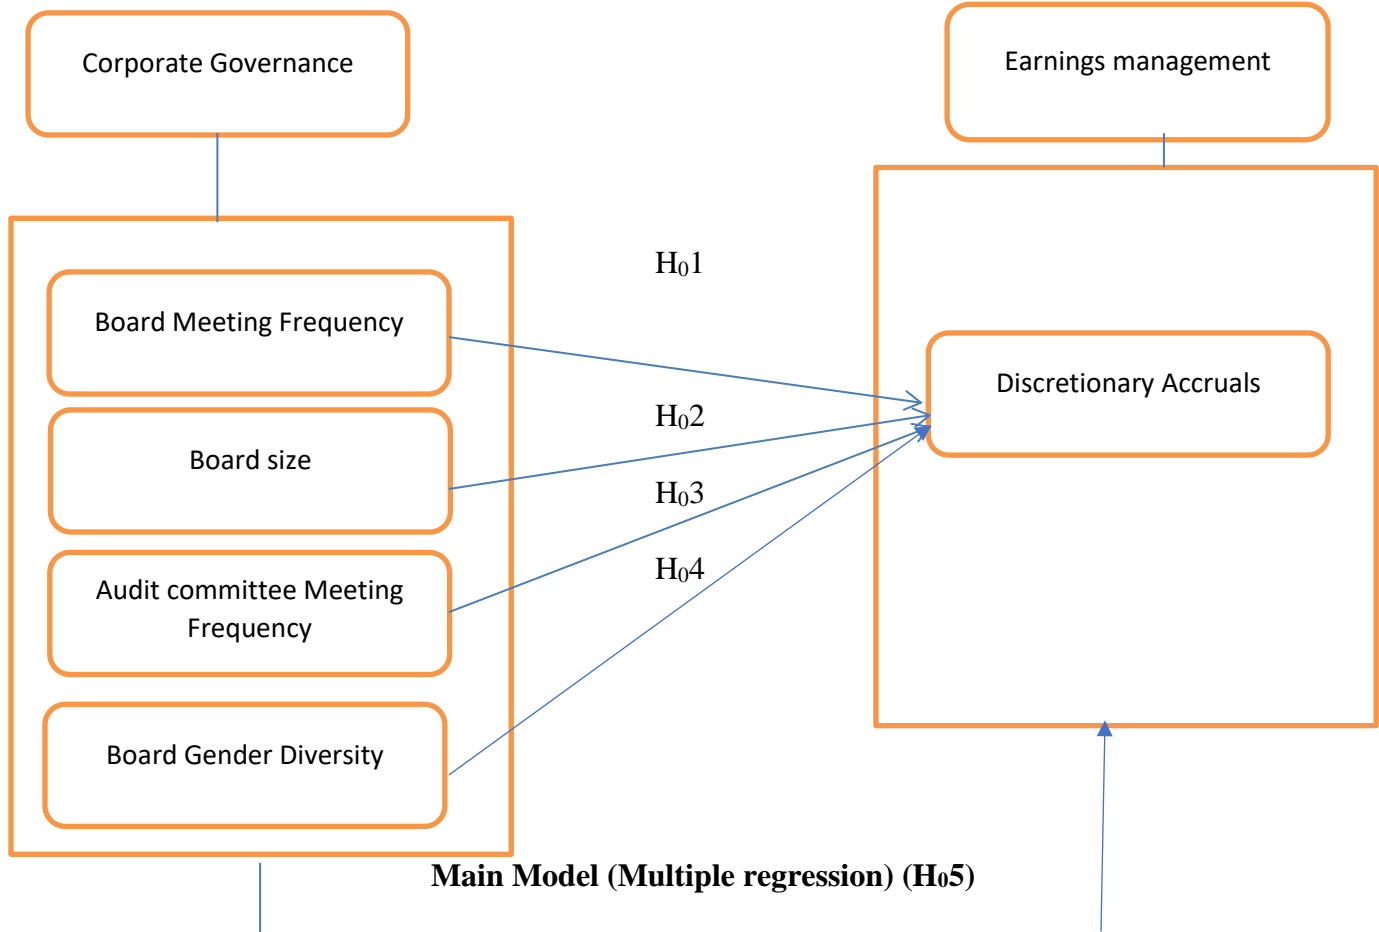 Corporate Governance
Earnings management
H₀1
Board Meeting Frequency
Discretionary Accruals
H₀2
Board size
H₀3
H₀4
Audit committee Meeting
Frequency
Board Gender Diversity
Main Model (Multiple regression) (H₀5)